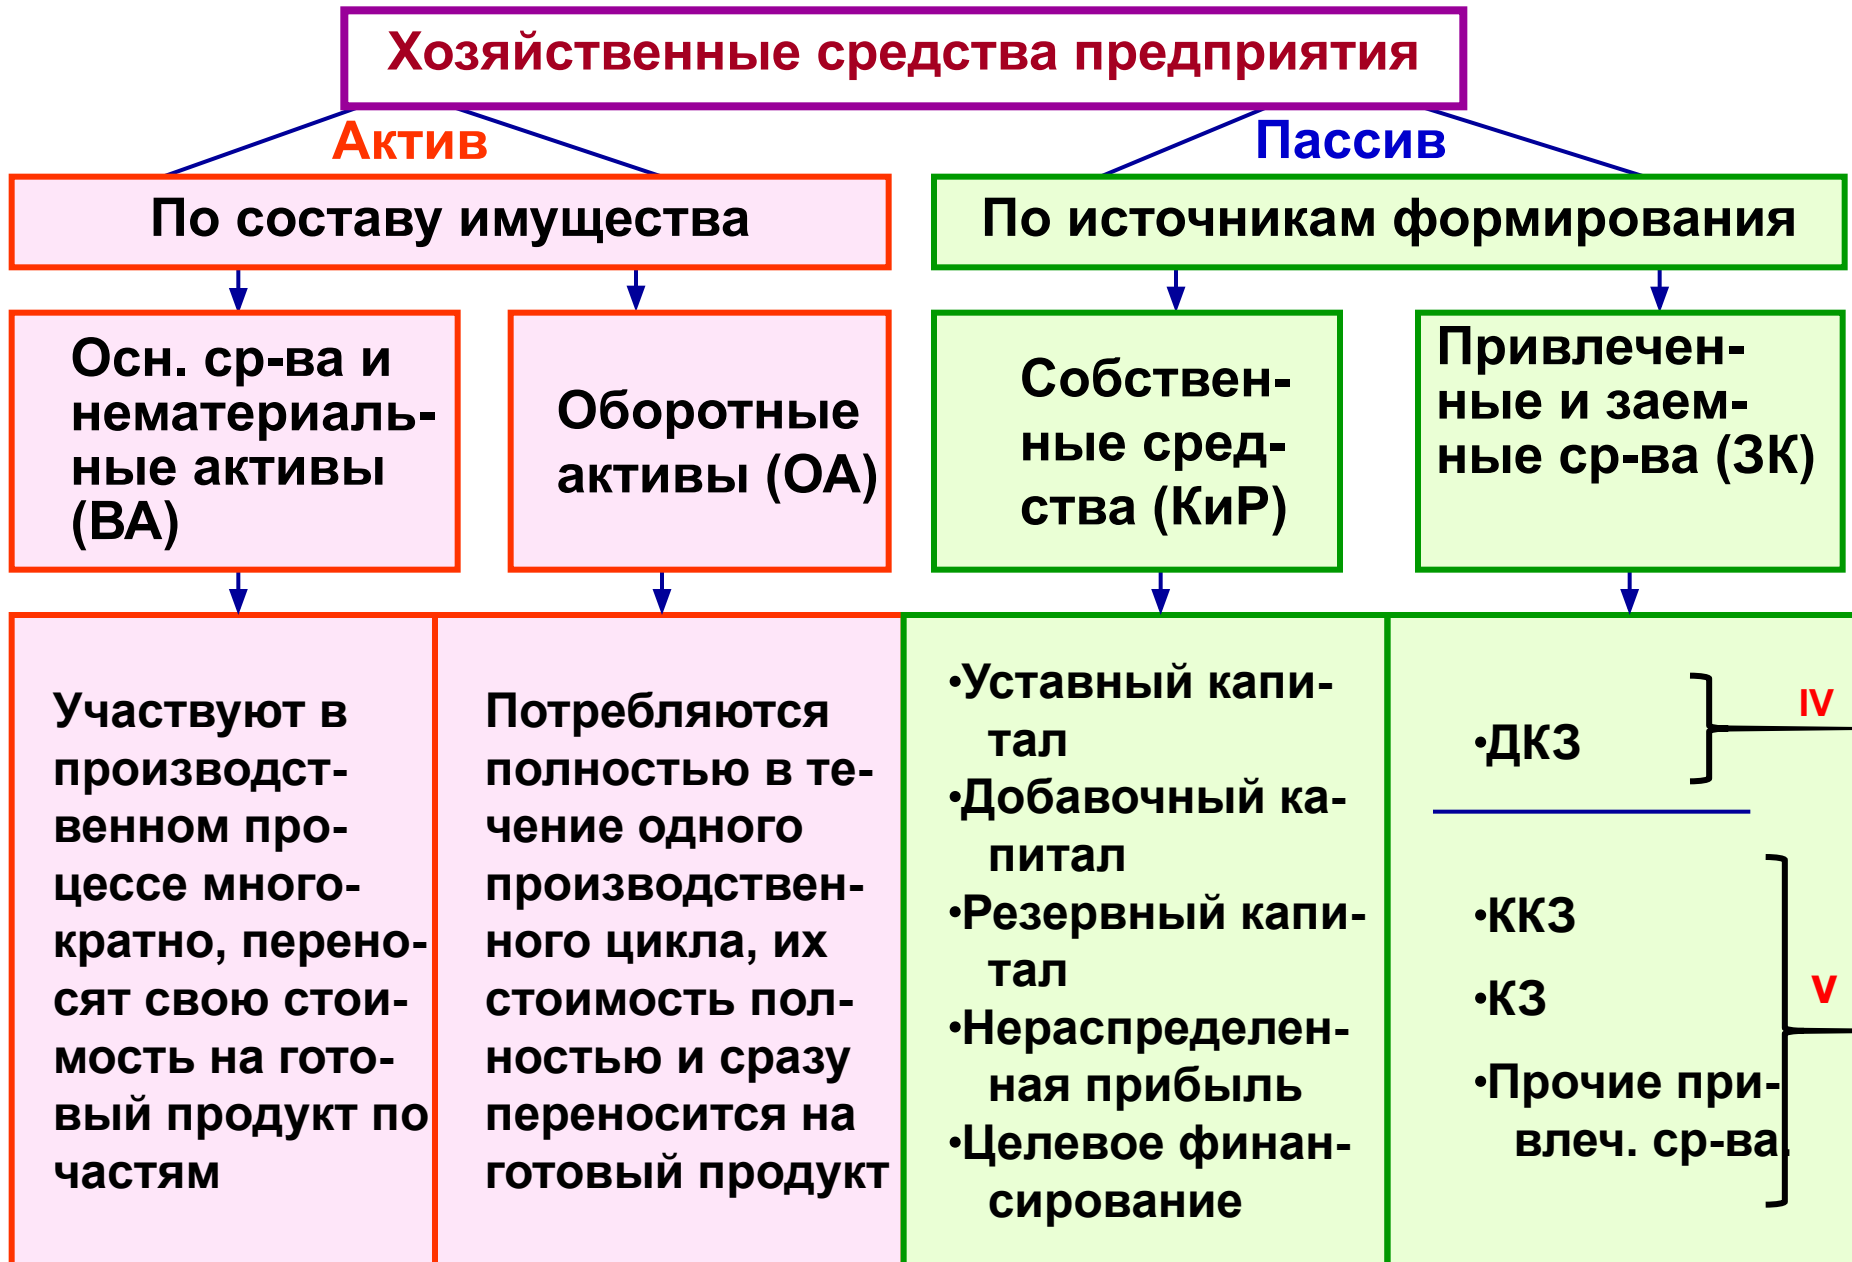 Хозяйственные средства предприятия
Актив
Пассив
По составу имущества
По источникам формирования
Осн. ср-ва и
нематериаль-
ные активы
(ВА)
Оборотные
активы (ОА)
Собствен-
ные сред-
ства (КиР)
Привлечен-
ные и заем-
ные ср-ва (ЗК)
Участвуют в
производст-
венном про-
цессе много-
кратно, перено-
сят свою стои-
мость на гото-
вый продукт по
частям
Потребляются
полностью в те-
чение одного
производствен-
ного цикла, их
стоимость пол-
ностью и сразу
переносится на
готовый продукт
•Уставный капи-
тал
•Добавочный ка-
питал
•Резервный капи-
тал
•Нераспределен-
ная прибыль
•Целевое финан-
сирование
•ДКЗ
IV
•ККЗ
•КЗ
•Прочие при-
влеч. ср-ва.
V